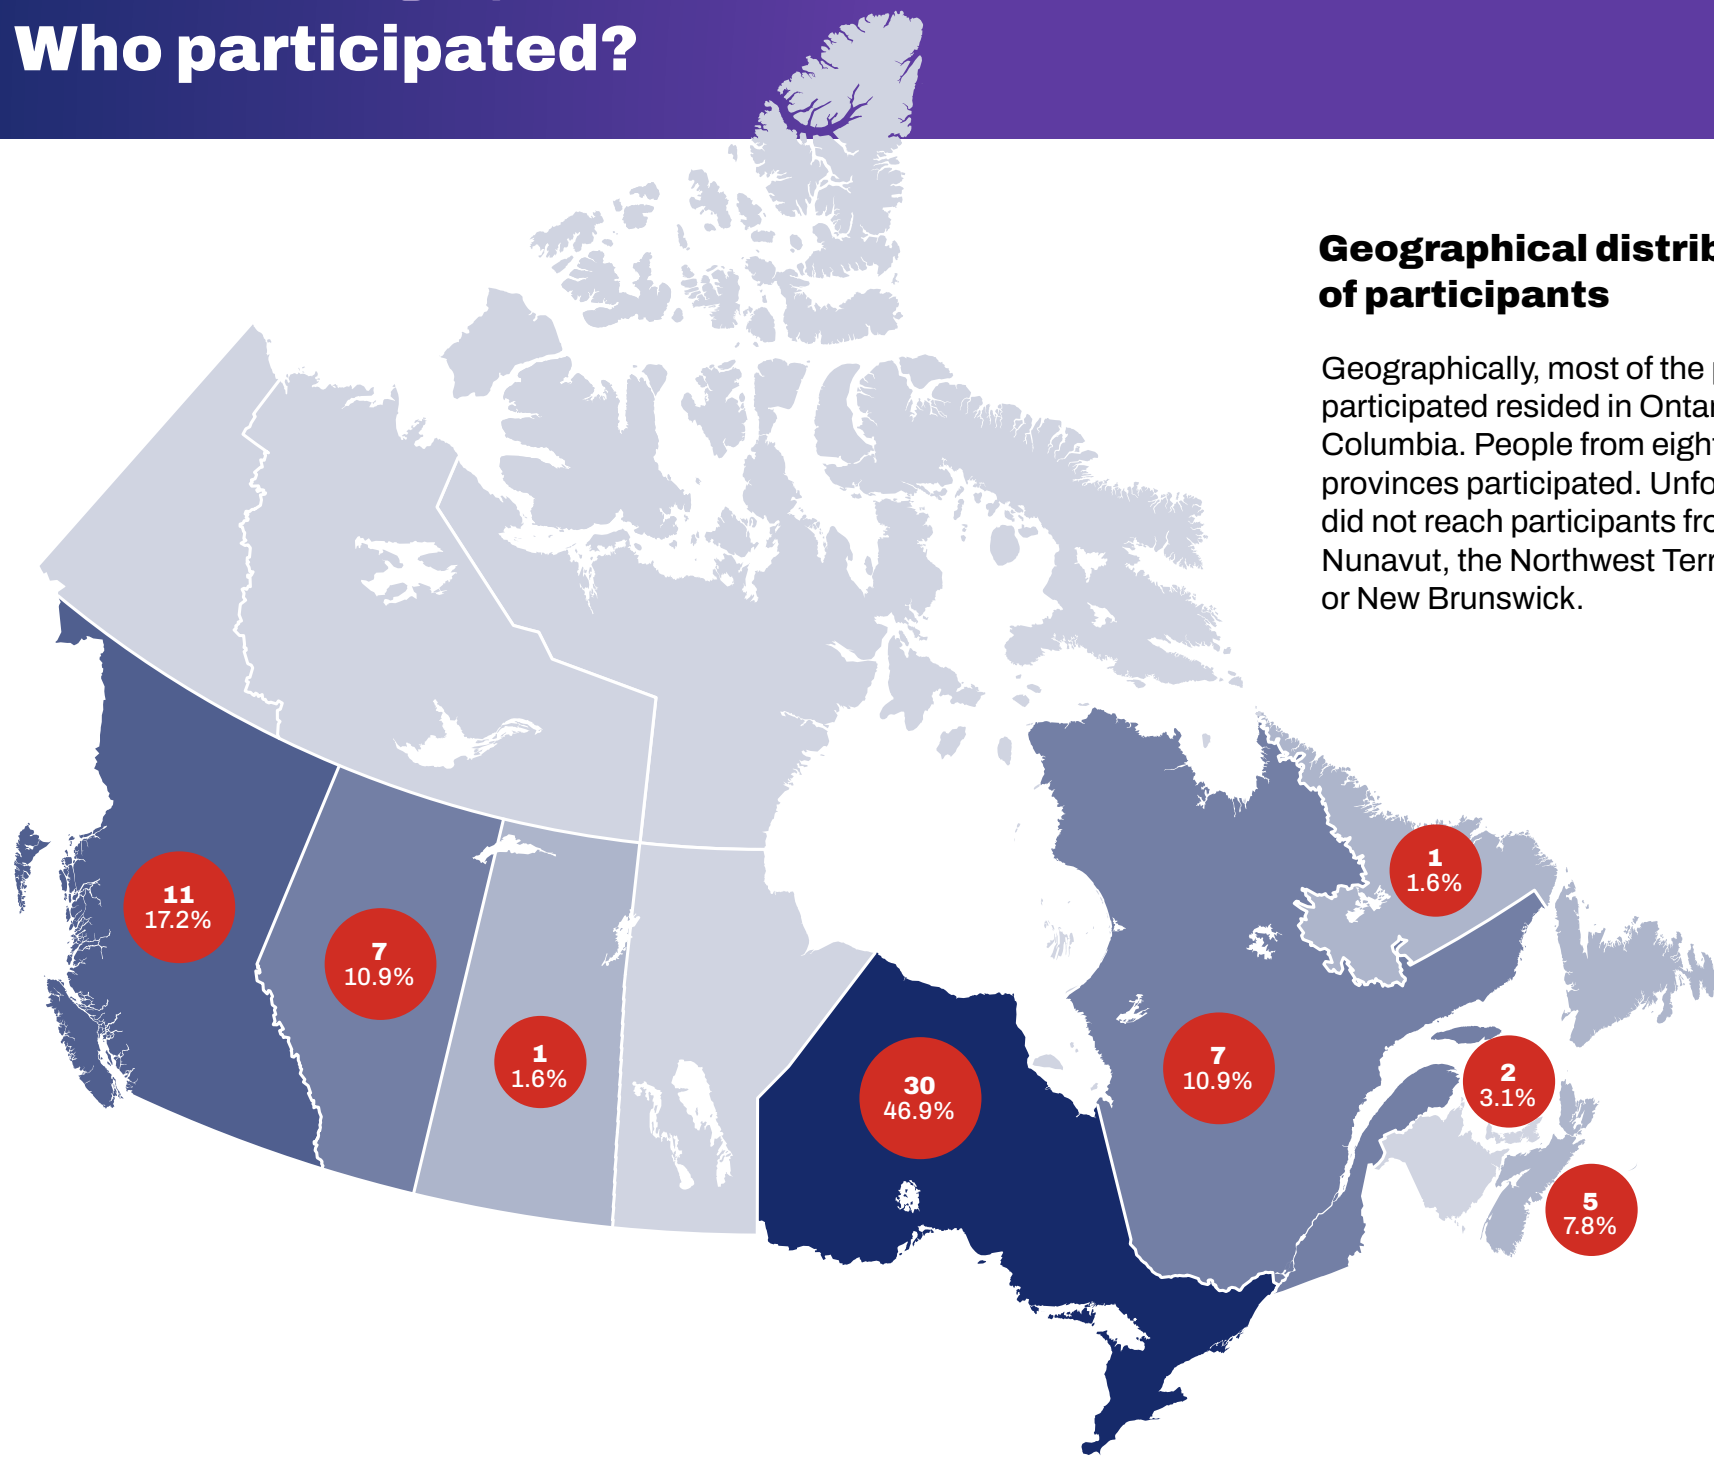 Who participated?
Geographical distrib
of participants
Geographically, most of the
participated resided in Ontar
Columbia. People from eight
provinces participated. Unfo
did not reach participants fro
Nunavut, the Northwest Terr
or New Brunswick.
11
17.2%
7
10.9%
1
1.6%
30
46.9%
7
10.9%
1
1.6%
2
3.1%
5
7.8%